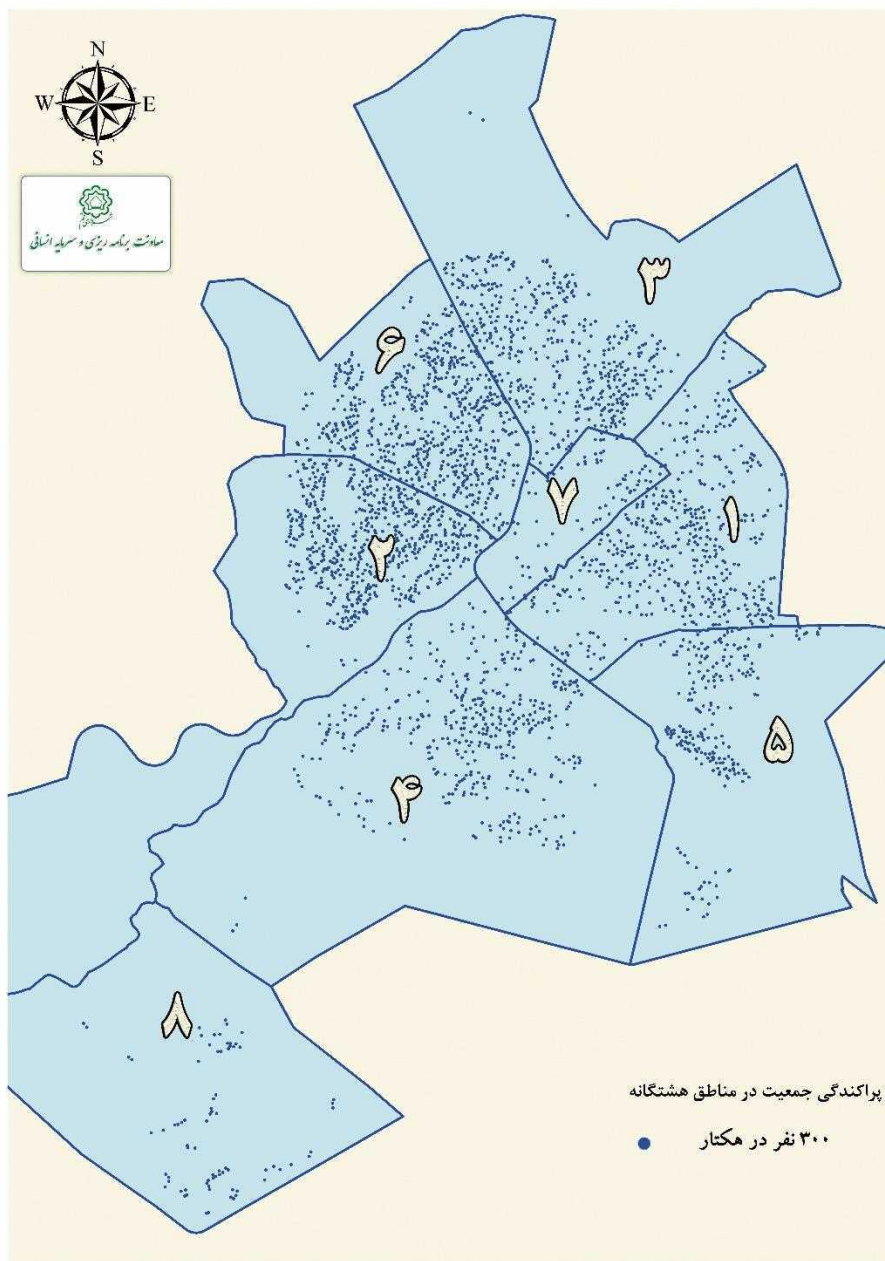 N
W E
S
معاونت برنامه ریزی و سرمایه انسانی
۳
۶
۷
۱
۲
۵
۴
۸
پراکندگی جمعیت در مناطق هشتگانه
۳۰۰ نفر در هکتار